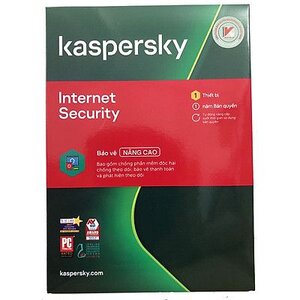 kaspersky
Internet
Security
1 Thiết bị
1 năm Bản quyền
Bảo vệ NÂNG CAO
Bao gồm chống phần mềm độc hại
chống theo dõi, bảo vệ thanh toán
và phát hiện theo dõi.
PC
kaspersky.com